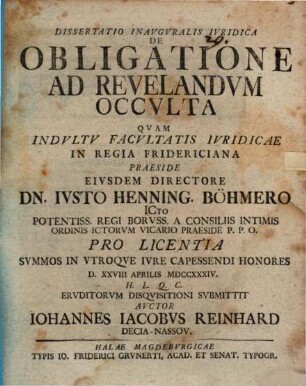 DISSERTATIO INAVGVRALIS IVRIDICA
DE
29.
OBLIGATIONE
AD REVELANDVM
OCCVLTA
QVAM
INDVLTV FACVLTATIS IVRIDICAE
IN REGIA FRIDERICIANA
PRAESIDE
EIVSDEM DIRECTORE
DN. IVSTO HENNING. BÖHMERO
ICTO
POTENTISS. REGI BORVSS. A CONSILIIS INTIMIS
ORDINIS ICTORVM VICARIO PRAESIDE P. P. O.
PRO LICENTIA
SVMMOS IN VTROQVE IVRE CAPESSENDI HONORES
D. XXVIII APRILIS MDCCXXXIV.
H. L. Q. C.
ERVDITORVM DISQVISITIONI SVBMITTIT
AVCTOR
IOHANNES IACOBVS REINHARD
DECIA-NASSOV.
HALAE MAGDEBVRGICAE
TYPIS IO. FRIDERICI GRVNERTI, ACAD. ET SENAT. TYPOGR.